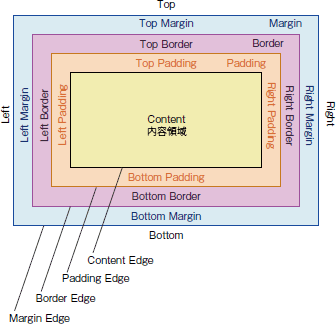 Top
Top Margin Margin
Top Border Border
Top Padding Padding
Left
Left Margin
Left Border
Left Padding
Content
内容領域
Right Padding
Right Border
Right Margin
Right
Bottom Padding
Bottom Border
Bottom Margin
Bottom
Content Edge
Padding Edge
Border Edge
Margin Edge